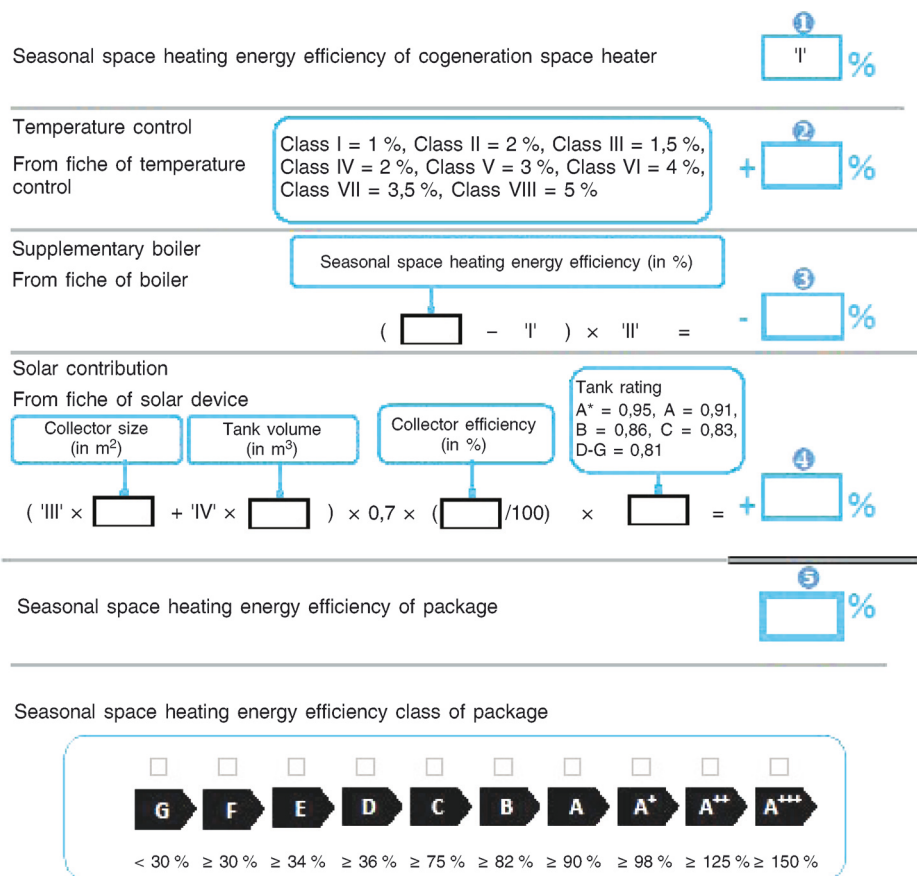 ❶
Seasonal space heating energy efficiency of cogeneration space heater
'I' %
Temperature control
From fiche of temperature
control
Class I = 1 %, Class II = 2 %, Class III = 1,5 %,
Class IV = 2 %, Class V = 3 %, Class VI = 4 %,
Class VII = 3,5 %, Class VIII = 5 %
❷
+ %
Supplementary boiler
From fiche of boiler
Seasonal space heating energy efficiency (in %)
❸
( – 'I' ) × 'II' = - %
Solar contribution
From fiche of solar device
Collector size
(in m²)
Tank volume
(in m³)
Collector efficiency
(in %)
Tank rating
A* = 0,95, A = 0,91,
B = 0,86, C = 0,83,
D-G = 0,81
❹
( 'III' × + 'IV' × ) × 0,7 × ( /100) × = + %
❺
Seasonal space heating energy efficiency of package
%
Seasonal space heating energy efficiency class of package
G F E D C B A A⁺ A⁺⁺ A⁺⁺⁺
< 30 % ≥ 30 % ≥ 34 % ≥ 36 % ≥ 75 % ≥ 82 % ≥ 90 % ≥ 98 % ≥ 125 % ≥ 150 %